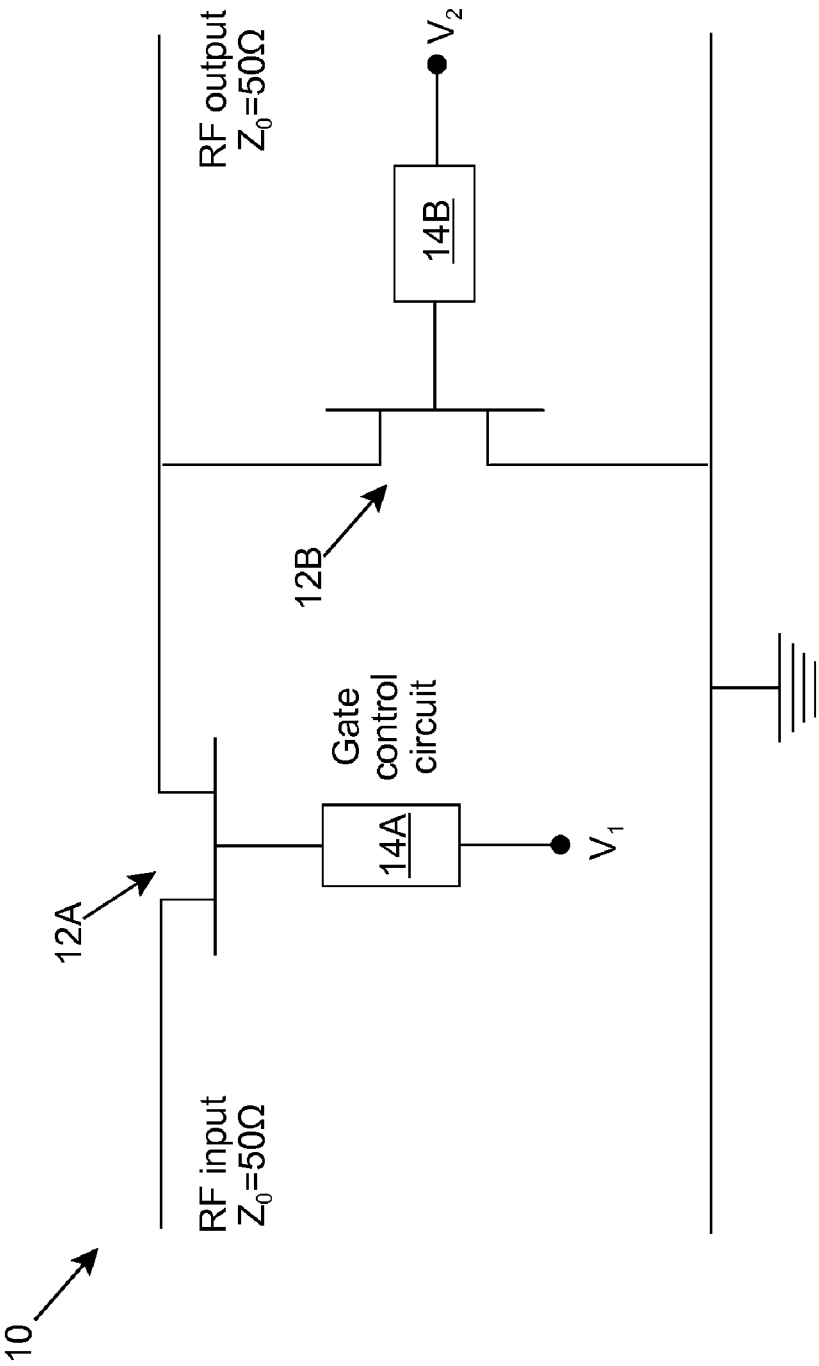 10
RF input
Z₀=50Ω
12A
14A
V₁
Gate
control
circuit
12B
14B
V₂
RF output
Z₀=50Ω